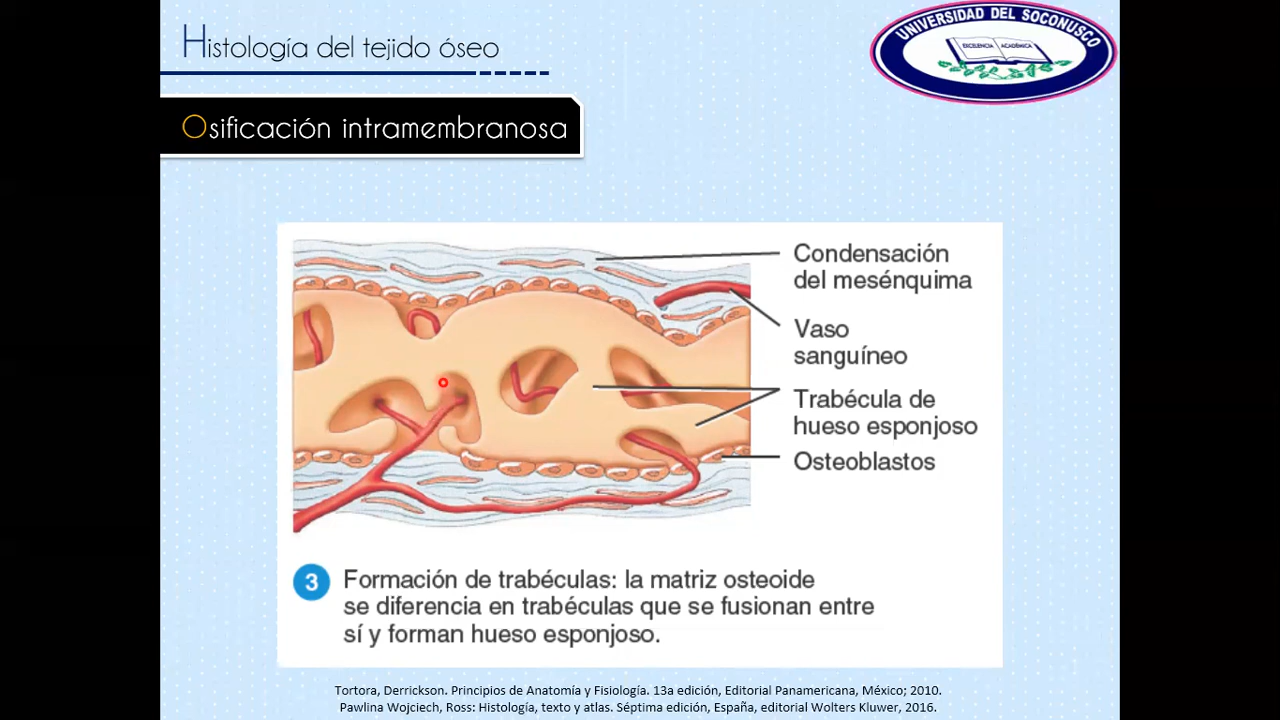 Histología del tejido óseo
UNIVERSIDAD DEL SOCONUSCO
EXCELENCIA ACADÉMICA
Osificación intramembranosa
Condensación
del mesénquima
Vaso
sanguíneo
Trabécula de
hueso esponjoso
Osteoblastos
3 Formación de trabéculas: la matriz osteoide
se diferencia en trabéculas que se fusionan entre
sí y forman hueso esponjoso.
Tortora, Derrickson. Principios de Anatomía y Fisiología. 13a edición, Editorial Panamericana, México; 2010.
Pawlina Wojciech, Ross: Histología, texto y atlas. Séptima edición, España, editorial Wolters Kluwer, 2016.